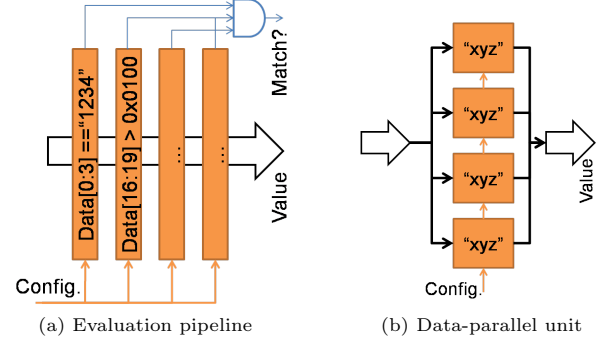 Data[0:3] ==“1234”
Data[16:19] > 0x0100
...
...
Match?
Value
Config.
(a) Evaluation pipeline
“xyz”
“xyz”
“xyz”
“xyz”
Value
Config.
(b) Data-parallel unit